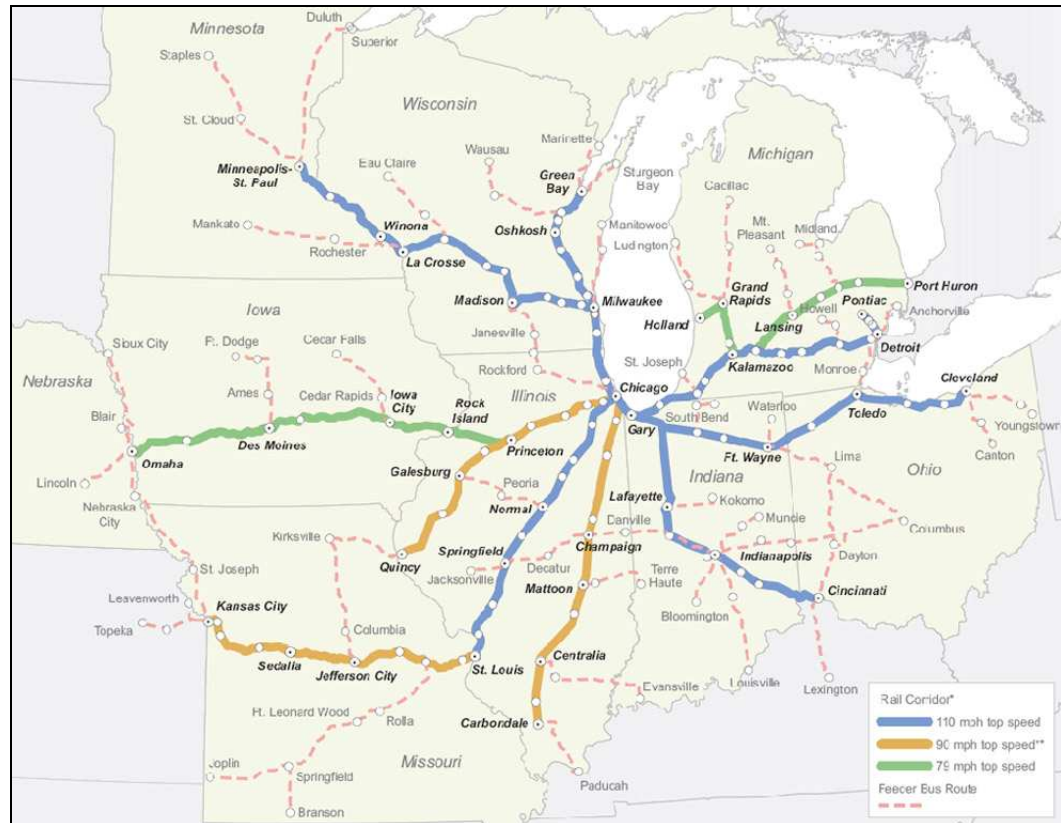 Minnesota
Duluth
Superior
Staples
St. Cloud
Minneapolis-
St. Paul
Wisconsin
Eau Claire
Wausau
Marinette
Green
Bay
Sturgeon
Bay
Michigan
Cacillac
Mt.
Pleasant
Midland
Mankato
Rochester
Winona
La Crosse
Oshkosh
Manitowoc
Ludington
Madison
Milwaukee
Grand
Rapids
Holland
Lansing
Howell
Pontiac
Port Huron
Anchorville
Detroit
Janesville
Rockford
St. Joseph
Kalamazoo
Monroe
Iowa
Sioux City
Ft. Dodge
Cecar Falls
Nebraska
Ames
Cedar Rapids
Iowa
City
Rock
Island
Illinois
Chicago
Gary
South Bend
Waterloo
Toledo
Cleveland
Youngstown
Canton
Blair
Omaha
Des Moines
Princeton
Ft. Wayne
Lima
Ohio
Lincoln
Nebraska
City
Galesburg
Peoria
Normal
Indiana
Lafayette
Kokomo
Muncie
Columbus
Kirksville
Quincy
Springfield
Jacksonville
Decatur
Danville
Champaign
Indianapolis
Dayton
St. Joseph
Leavenworth
Topeka
Kansas City
Mattoon
Terre
Haute
Bloomington
Cincinnati
Columbia
Sedalia
Jefferson City
St. Louis
Centralia
Evansville
Louisville
Lexington
Ft. Leonard Wood
Rolla
Carbondale
Joplin
Springfield
Missouri
Branson
Paducah
Rail Corridor*
110 mph top speed
90 mph top speed**
79 mph top speed
Feecer Bus Route